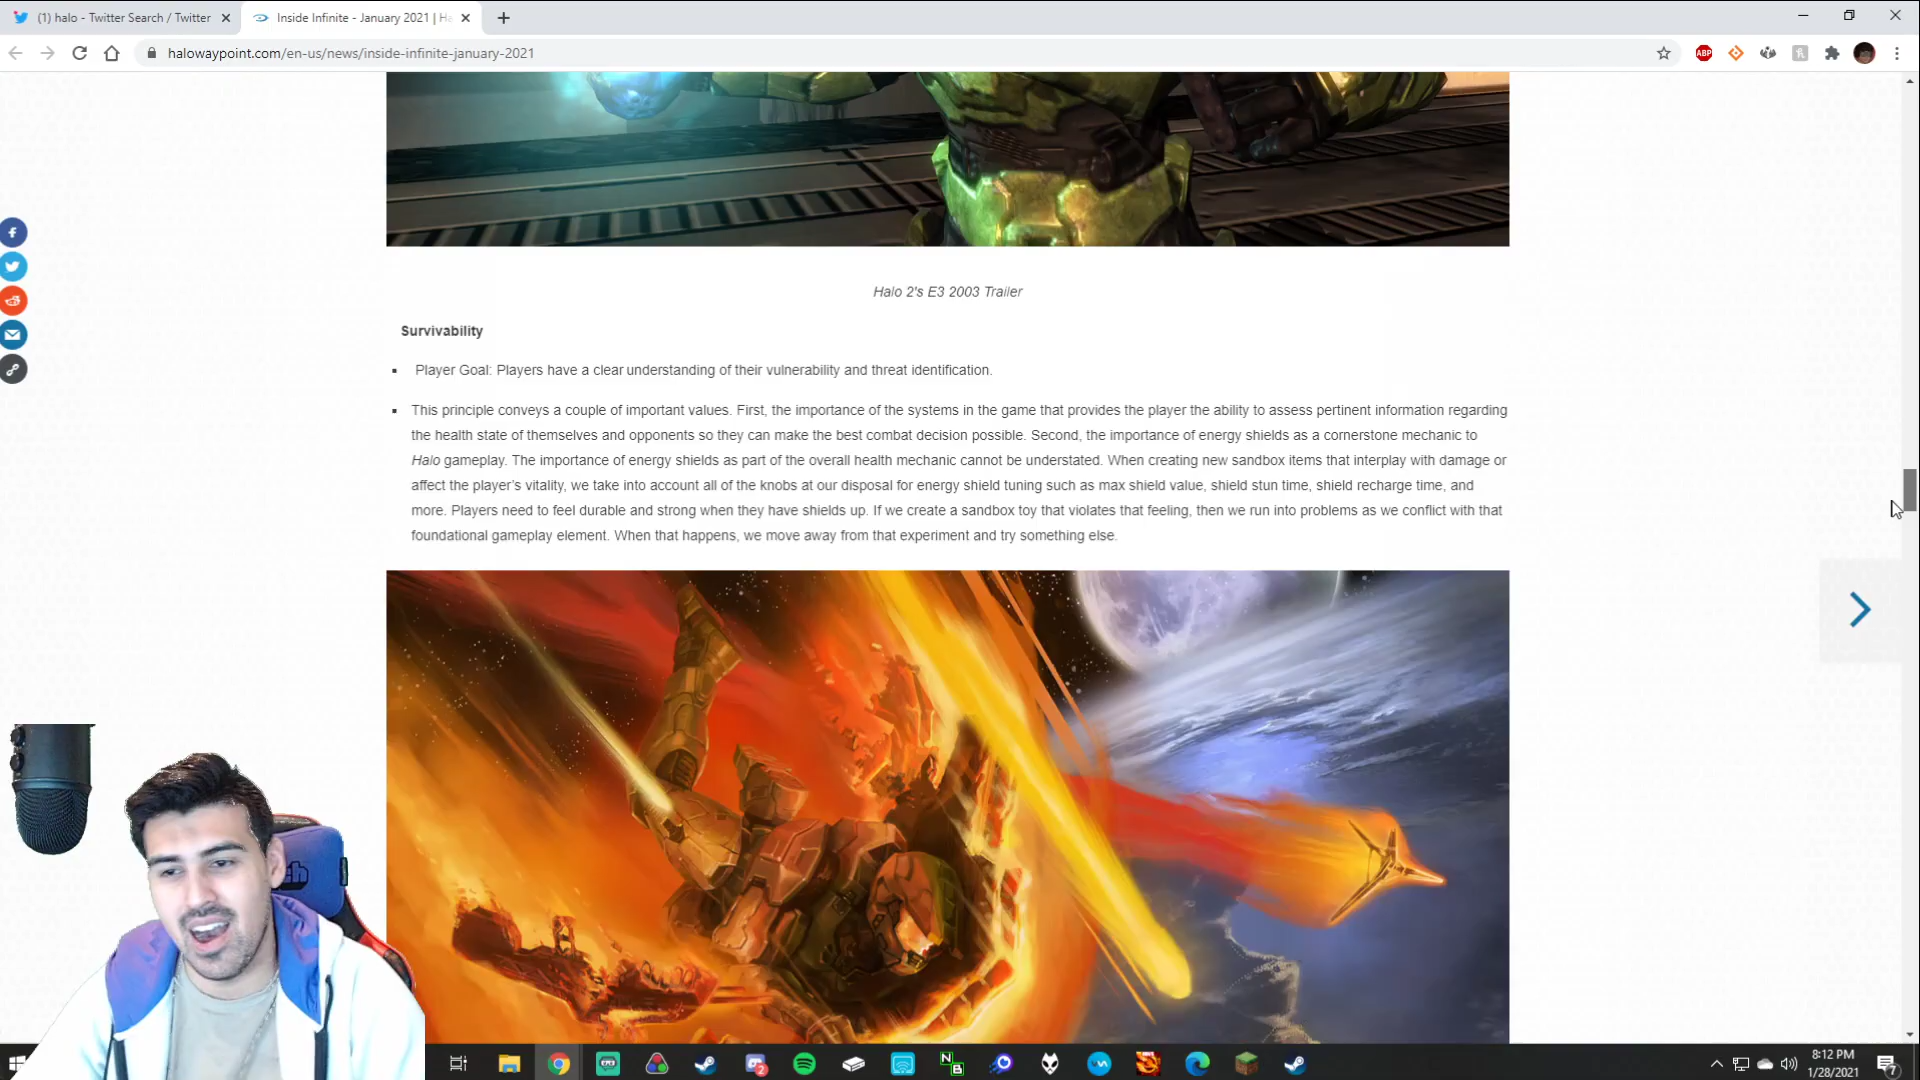 (1) halo - Twitter Search / Twitter
Inside Infinite - January 2021 | Ha
halowaypoint.com/en-us/news/inside-infinite-january-2021
ABP
Halo 2's E3 2003 Trailer
Survivability
Player Goal: Players have a clear understanding of their vulnerability and threat identification.
This principle conveys a couple of important values. First, the importance of the systems in the game that provides the player the ability to assess pertinent information regarding
the health state of themselves and opponents so they can make the best combat decision possible. Second, the importance of energy shields as a cornerstone mechanic to
Halo gameplay. The importance of energy shields as part of the overall health mechanic cannot be understated. When creating new sandbox items that interplay with damage or
affect the player's vitality, we take into account all of the knobs at our disposal for energy shield tuning such as max shield value, shield stun time, shield recharge time, and
more. Players need to feel durable and strong when they have shields up. If we create a sandbox toy that violates that feeling, then we run into problems as we conflict with that
foundational gameplay element. When that happens, we move away from that experiment and try something else.
8:12 PM
1/28/2021
2
7